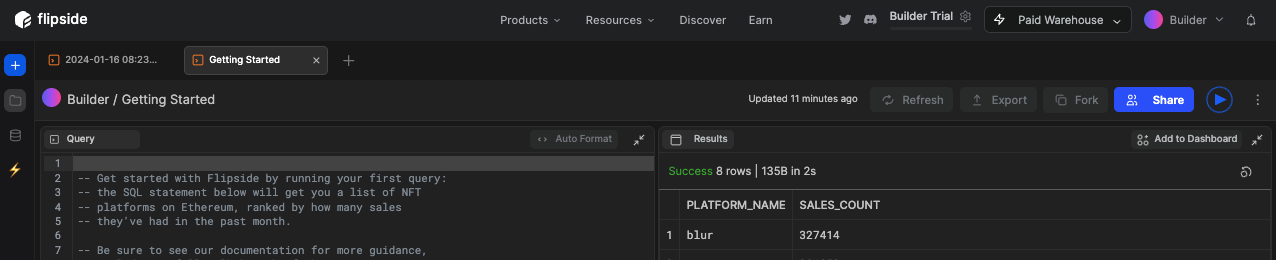 flipside Products Resources Discover Earn Builder Trial Paid Warehouse Builder
2024-01-16 08:23... Getting Started
Builder / Getting Started Updated 11 minutes ago Refresh Export Fork Share
Query Auto Format
1
2 -- Get started with Flipside by running your first query:
3 -- the SQL statement below will get you a list of NFT
4 -- platforms on Ethereum, ranked by how many sales
5 -- they've had in the past month.
6
7 -- Be sure to see our documentation for more guidance,
Results Add to Dashboard
Success 8 rows | 135B in 2s
PLATFORM_NAME SALES_COUNT
1 blur 327414